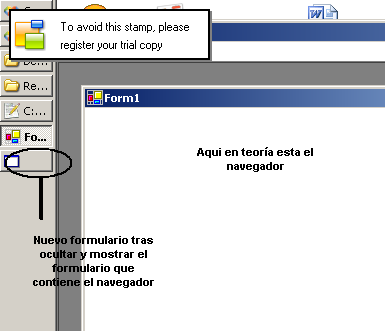 To avoid this stamp, please
register your trial copy
De...
Re...
C:...
Fo...
Form1
Aqui en teoría esta el
navegador
Nuevo formulario tras
ocultar y mostrar el
formulario que
contiene el navegador